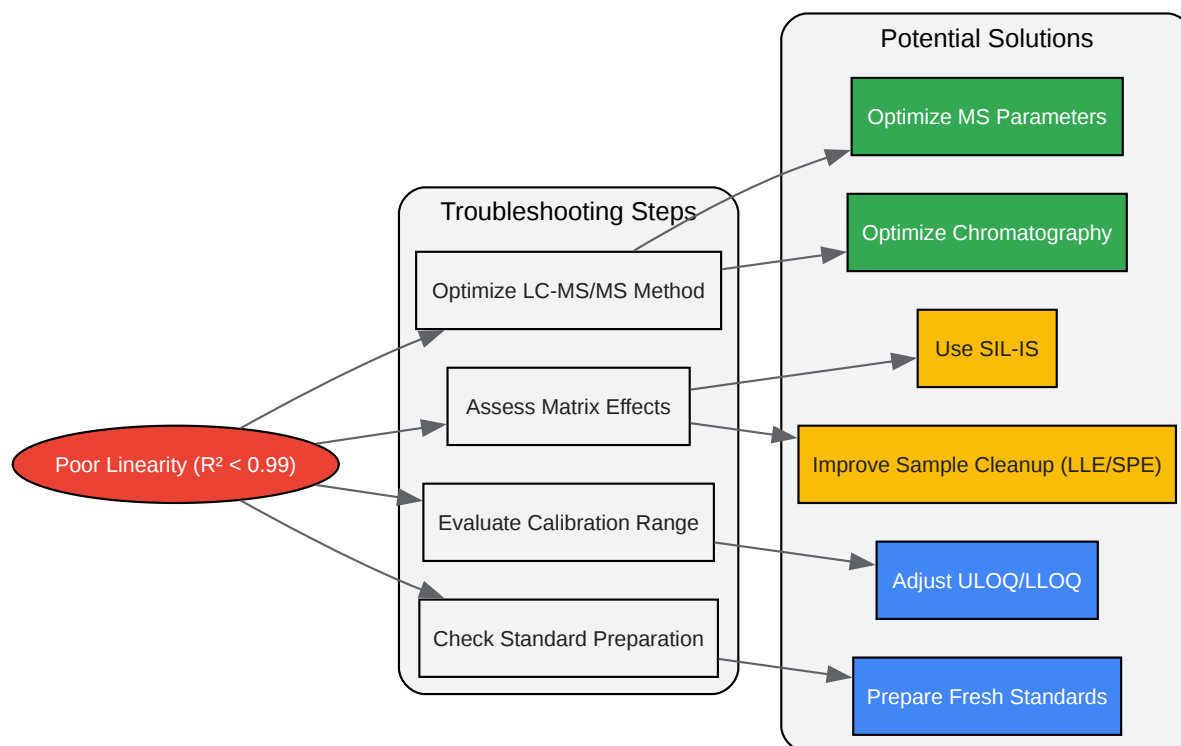 Potential Solutions
Optimize MS Parameters
Troubleshooting Steps
Optimize Chromatography
Optimize LC-MS/MS Method
Use SIL-IS
Assess Matrix Effects
Poor Linearity (R² < 0.99)
Improve Sample Cleanup (LLE/SPE)
Evaluate Calibration Range
Adjust ULOQ/LLOQ
Check Standard Preparation
Prepare Fresh Standards